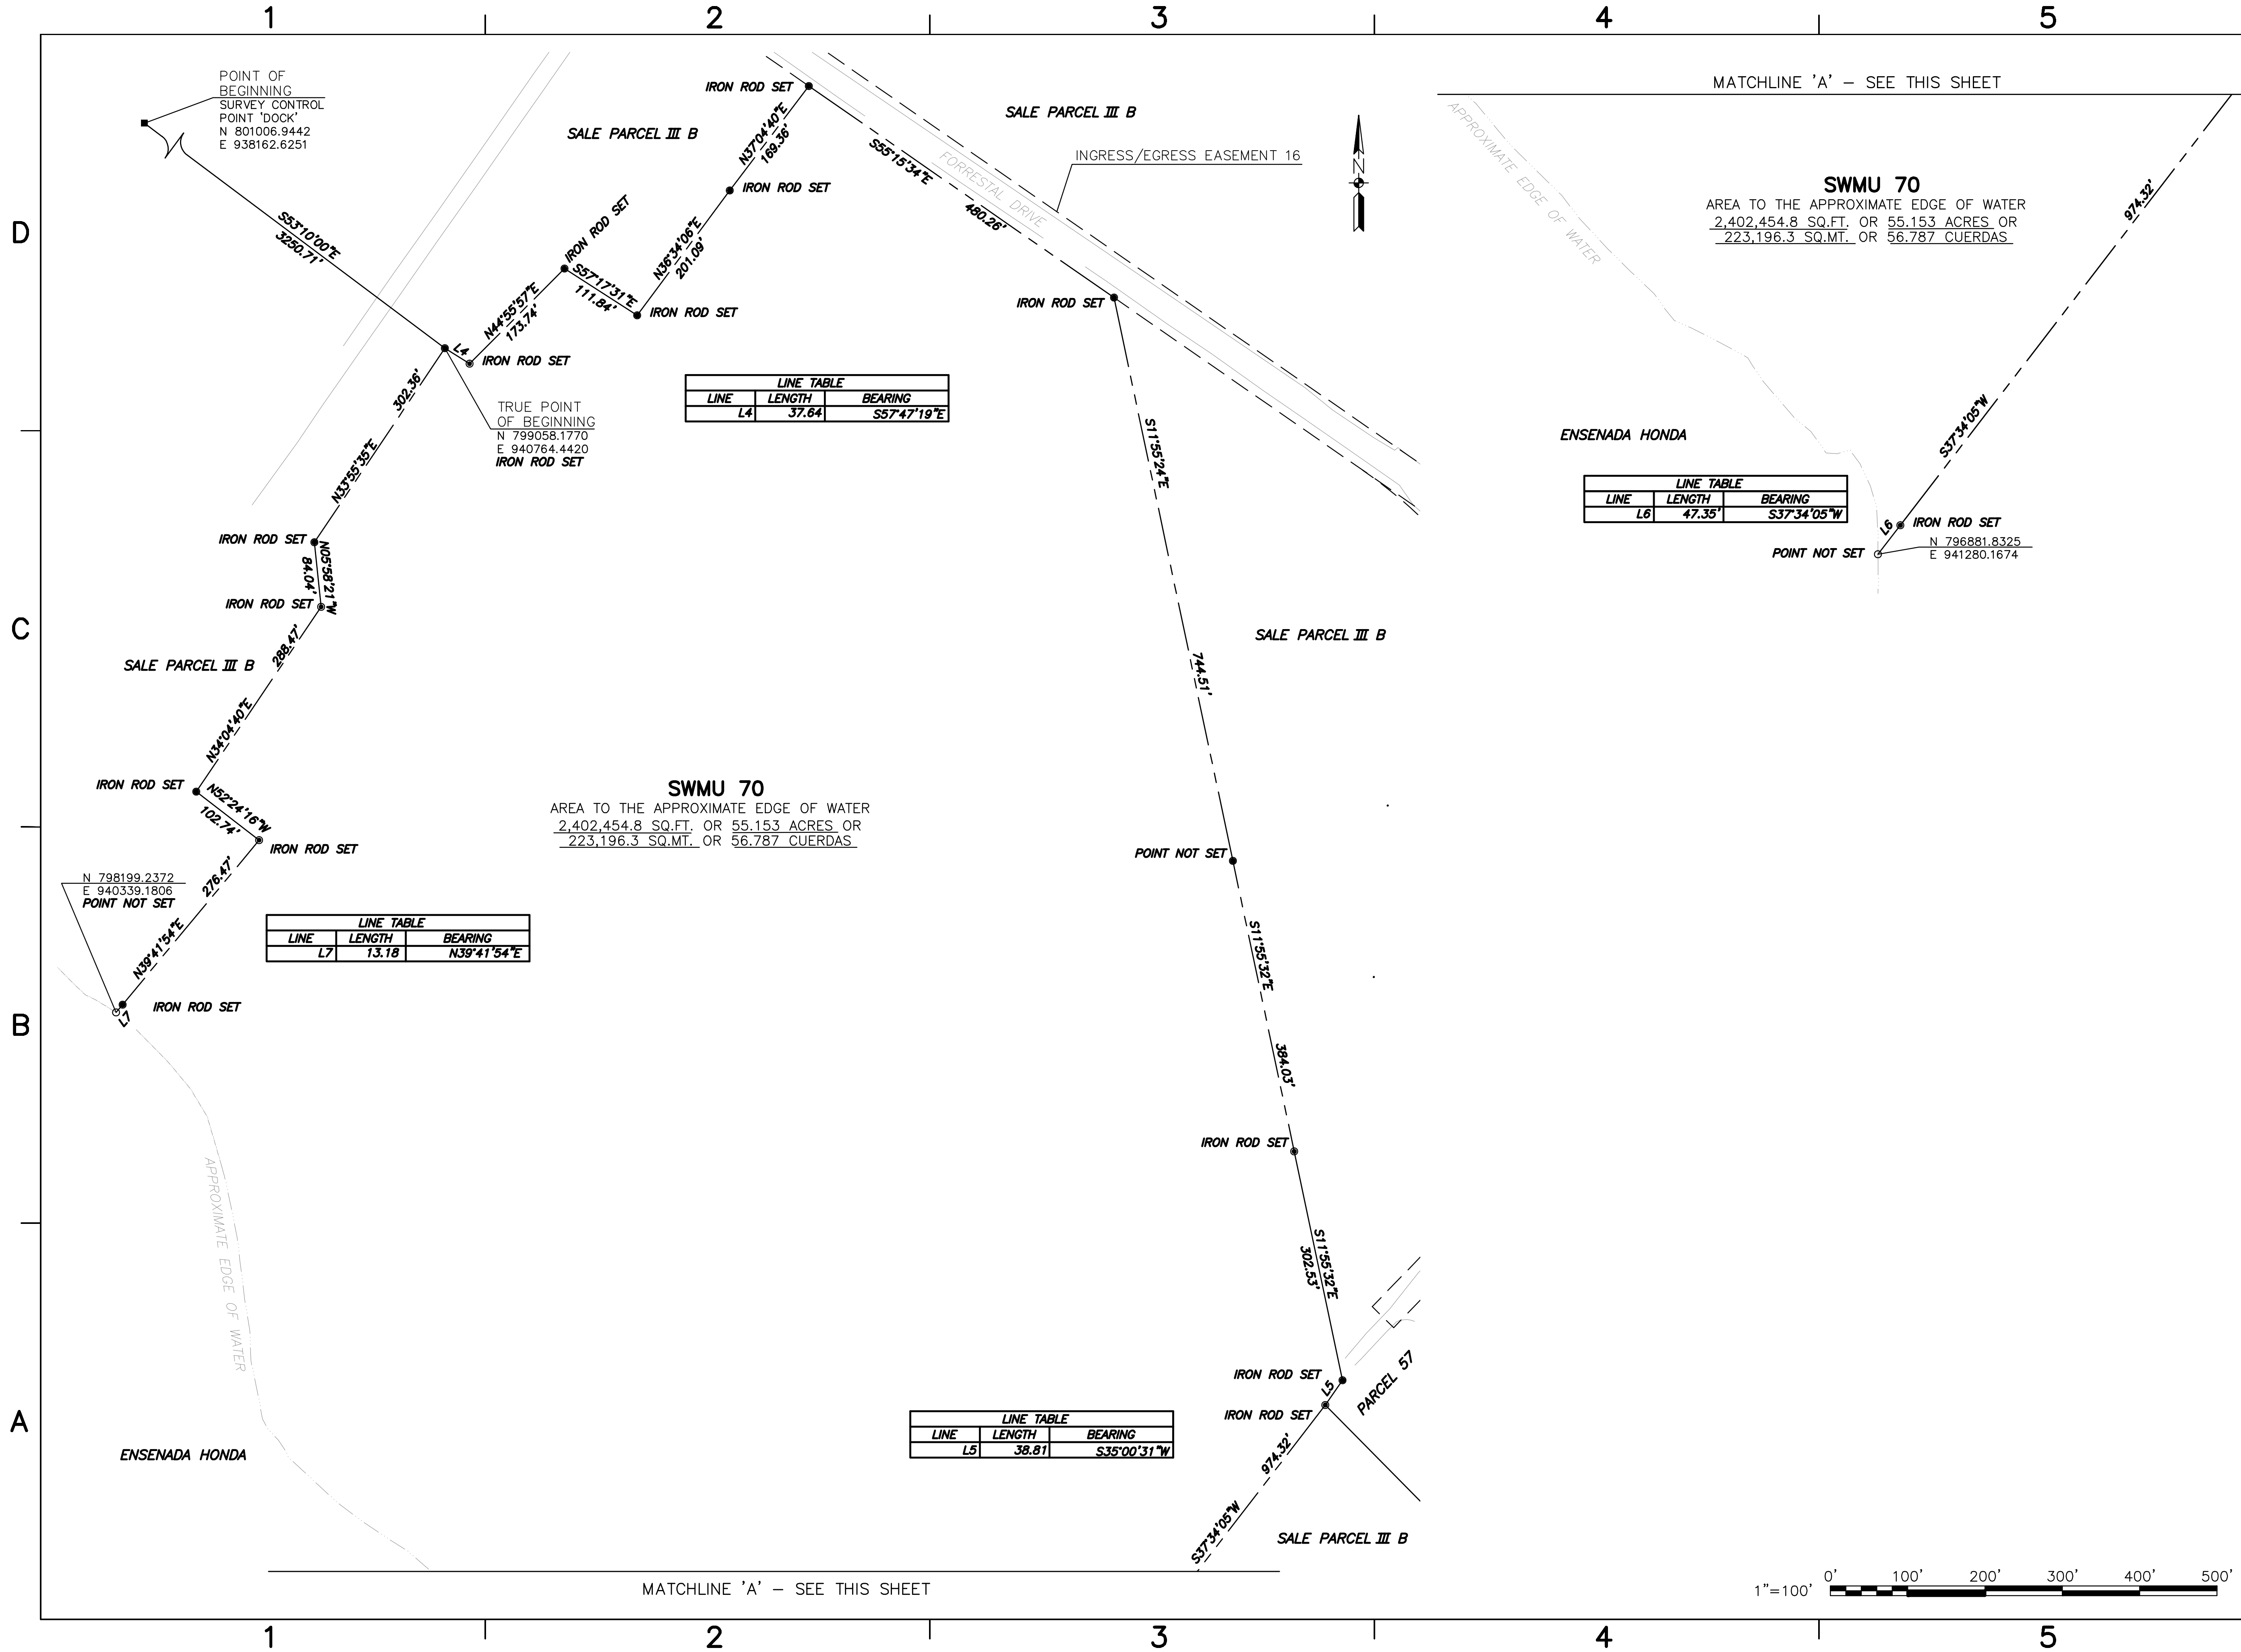 1 2 3 4 5
POINT OF
BEGINNING
SURVEY CONTROL
POINT 'DOCK'
N 801006.9442
E 938162.6251
S53°10'00"E
3250.71'
SALE PARCEL III B
IRON ROD SET
N37°04'40"E
169.36'
IRON ROD SET
IRON ROD SET
N36°34'06"E
201.09'
S57°17'31"E
111.84'
IRON ROD SET
N44°55'57"E
173.74'
L4
IRON ROD SET
SALE PARCEL III B
INGRESS/EGRESS EASEMENT 16
FORRESTAL DRIVE
S55°15'34"E
480.26'
N
IRON ROD SET
D
302.36'
N33°55'35"E
TRUE POINT
OF BEGINNING
N 799058.1770
E 940764.4420
IRON ROD SET
LINE TABLE
LINE LENGTH BEARING
L4 37.64 S57°47'19"E
S11°55'24"E
744.51'
IRON ROD SET
N05°58'21"W
84.04'
IRON ROD SET
C
288.47'
SALE PARCEL III B
N34°04'40"E
SALE PARCEL III B
IRON ROD SET
N52°24'16"W
102.74'
IRON ROD SET
SWMU 70
AREA TO THE APPROXIMATE EDGE OF WATER
2,402,454.8 SQ.FT. OR 55.153 ACRES OR
223,196.3 SQ.MT. OR 56.787 CUERDAS
POINT NOT SET
276.47'
N 798199.2372
E 940339.1806
POINT NOT SET
N39°41'54"E
LINE TABLE
LINE LENGTH BEARING
L7 13.18 N39°41'54"E
S11°55'32"E
384.03'
IRON ROD SET
L7
B
IRON ROD SET
APPROXIMATE EDGE OF WATER
S11°55'32"E
302.53'
IRON ROD SET
L5
PARCEL 57
IRON ROD SET
A
ENSENADA HONDA
LINE TABLE
LINE LENGTH BEARING
L5 38.81 S35°00'31"W
974.32'
S37°34'05"W
SALE PARCEL III B
MATCHLINE 'A' – SEE THIS SHEET
MATCHLINE 'A' – SEE THIS SHEET
APPROXIMATE EDGE OF WATER
SWMU 70
AREA TO THE APPROXIMATE EDGE OF WATER
2,402,454.8 SQ.FT. OR 55.153 ACRES OR
223,196.3 SQ.MT. OR 56.787 CUERDAS
974.32'
S37°34'05"W
ENSENADA HONDA
LINE TABLE
LINE LENGTH BEARING
L6 47.35' S37°34'05"W
L6
IRON ROD SET
POINT NOT SET
N 796881.8325
E 941280.1674
1"=100'
0' 100' 200' 300' 400' 500'
1 2 3 4 5